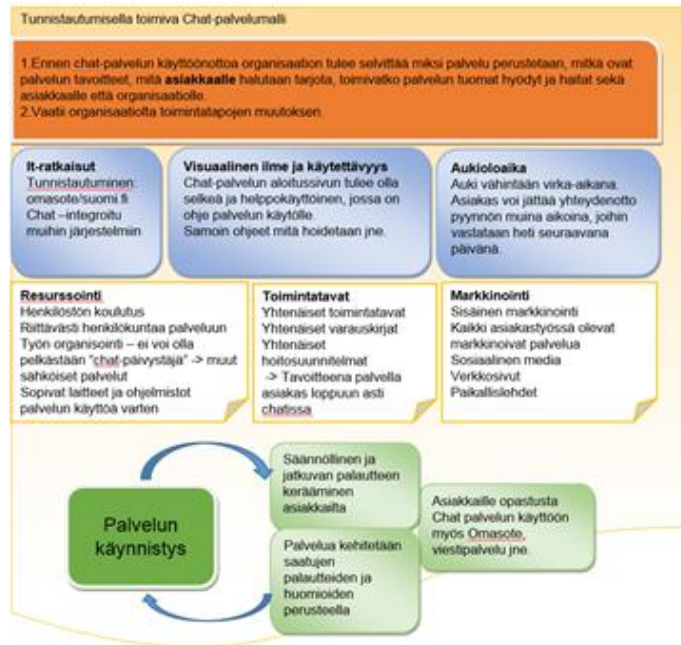 Tunnistautumisella toimiva Chat-palvelumalli
1.Ennen chat-palvelun käyttöönottoa organisaation tulee selvittää miksi palvelu perustetaan, mitkä ovat
palvelun tavoitteet, mitä asiakkaalle halutaan tarjota, toimivatko palvelun tuomat hyödyt ja haitat sekä
asiakkaalle että organisaatiolle.
2.Vaatii organisaatiolta toimintatapojen muutoksen.
It-ratkaisut
Tunnistautuminen:
omasote/suomi.fi
Chat –integroitu
muihin järjestelmiin
Visuaalinen ilme ja käytettävyys
Chat-palvelun aloitussivun tulee olla
selkeä ja helppokäyttöinen, jossa on
ohje palvelun käytölle.
Samoin ohjeet mitä hoidetaan jne.
Aukioloaika
Auki vähintään virka-aikana.
Asiakas voi jättää yhteydenotto
pyynnön muina aikoina, joihin
vastataan heti seuraavana
päivänä.
Resurssointi
Henkilöstön koulutus
Riittävästi henkilökuntaa palveluun
Työn organisointi – ei voi olla
pelkästään "chat-päivystäjä" -> muut
sähköiset palvelut
Sopivat laitteet ja ohjelmistot
palvelun käyttöä varten
Toimintatavat
Yhtenäiset toimintatavat
Yhtenäiset varauskirjat
Yhtenäiset
hoitosuunnitelmat
-> Tavoitteena palvella
asiakas loppuun asti
chatissa
Markkinointi
Sisäinen markkinointi
Kaikki asiakastyössä olevat
markkinoivat palvelua
Sosiaalinen media
Verkkosivut
Paikallislehdet
Palvelun
käynnistys
Säännöllinen ja
jatkuvan palautteen
kerääminen
asiakkailta
Palvelua kehitetään
saatujen
palautteiden ja
huomioiden
perusteella
Asiakkaille opastusta
Chat palvelun käyttöön
myös Omasote,
viestipalvelu jne.